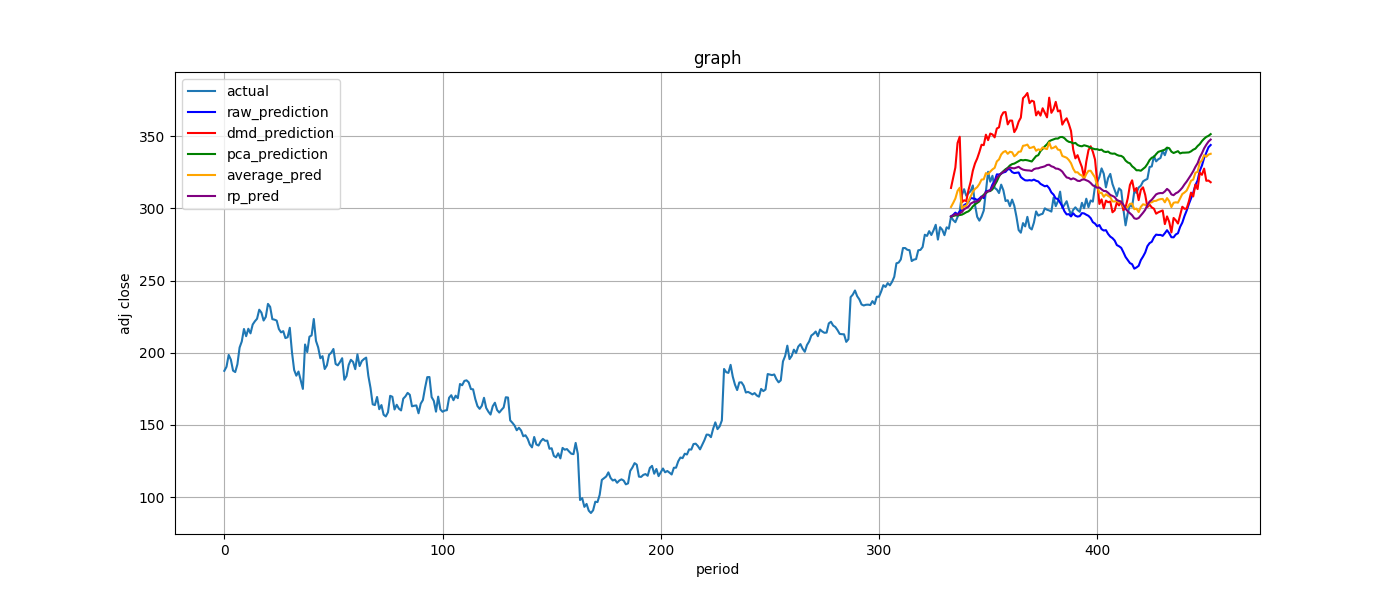 graph
actual
raw_prediction
dmd_prediction
pca_prediction
average_pred
rp_pred
adj close
350
300
250
200
150
100
0 100 200 300 400
period